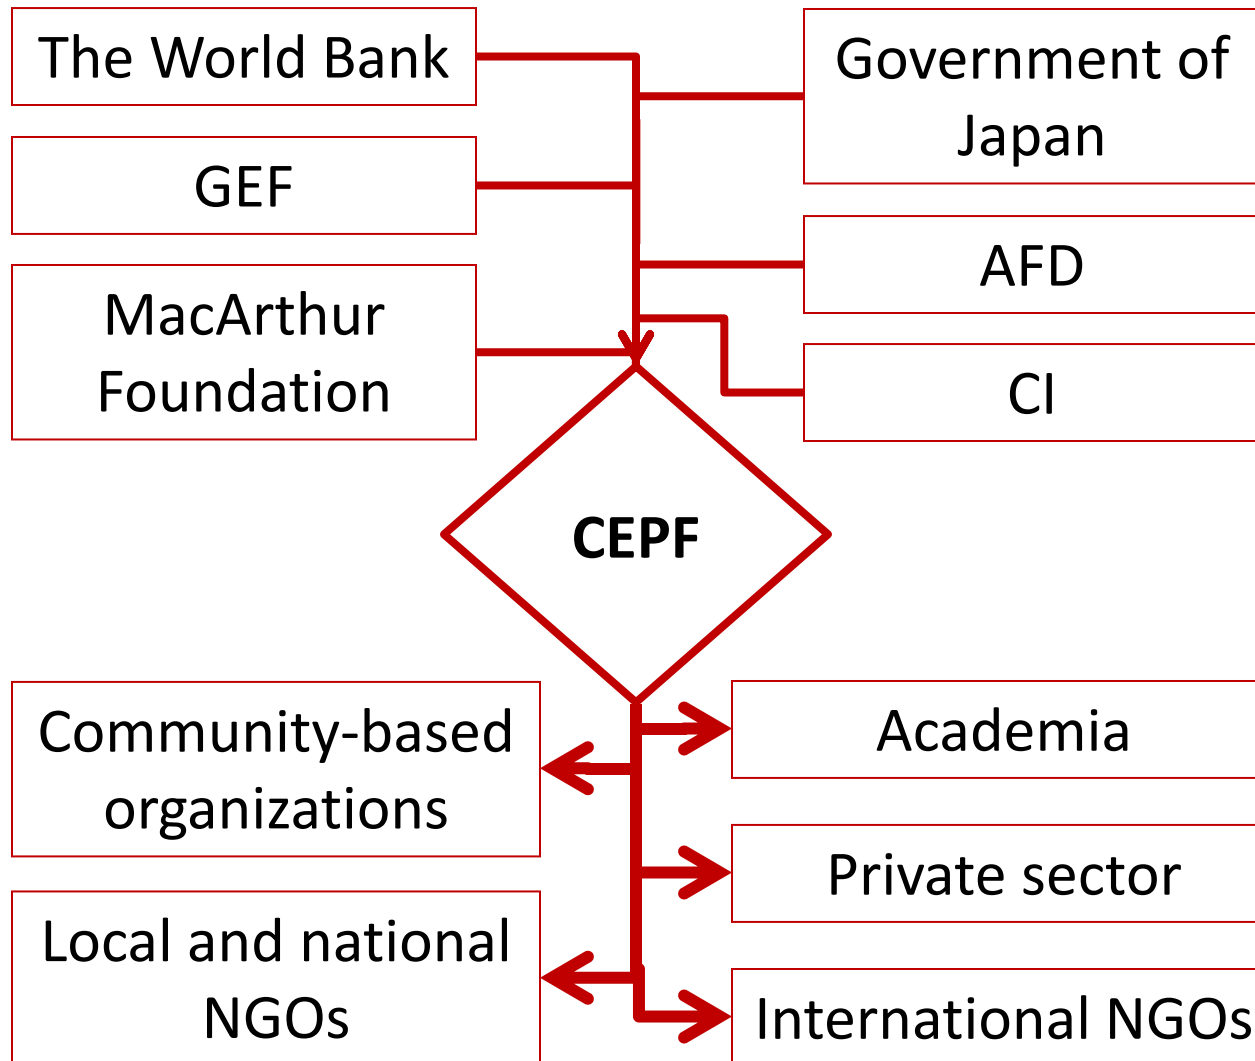 The World Bank
Government of
Japan
GEF
AFD
MacArthur
Foundation
CI
CEPF
Community-based
organizations
Academia
Private sector
Local and national
NGOs
International NGOs